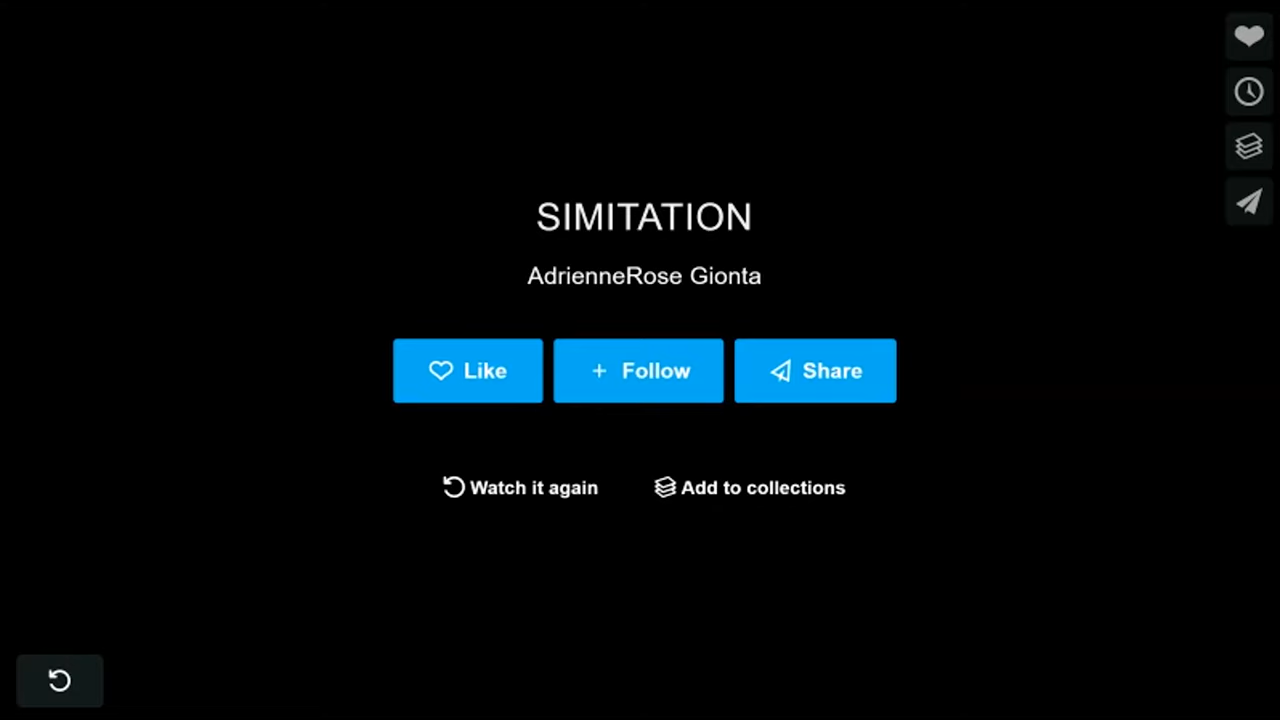 SIMITATION
AdrienneRose Gionta
Like
+ Follow
Share
Watch it again
Add to collections